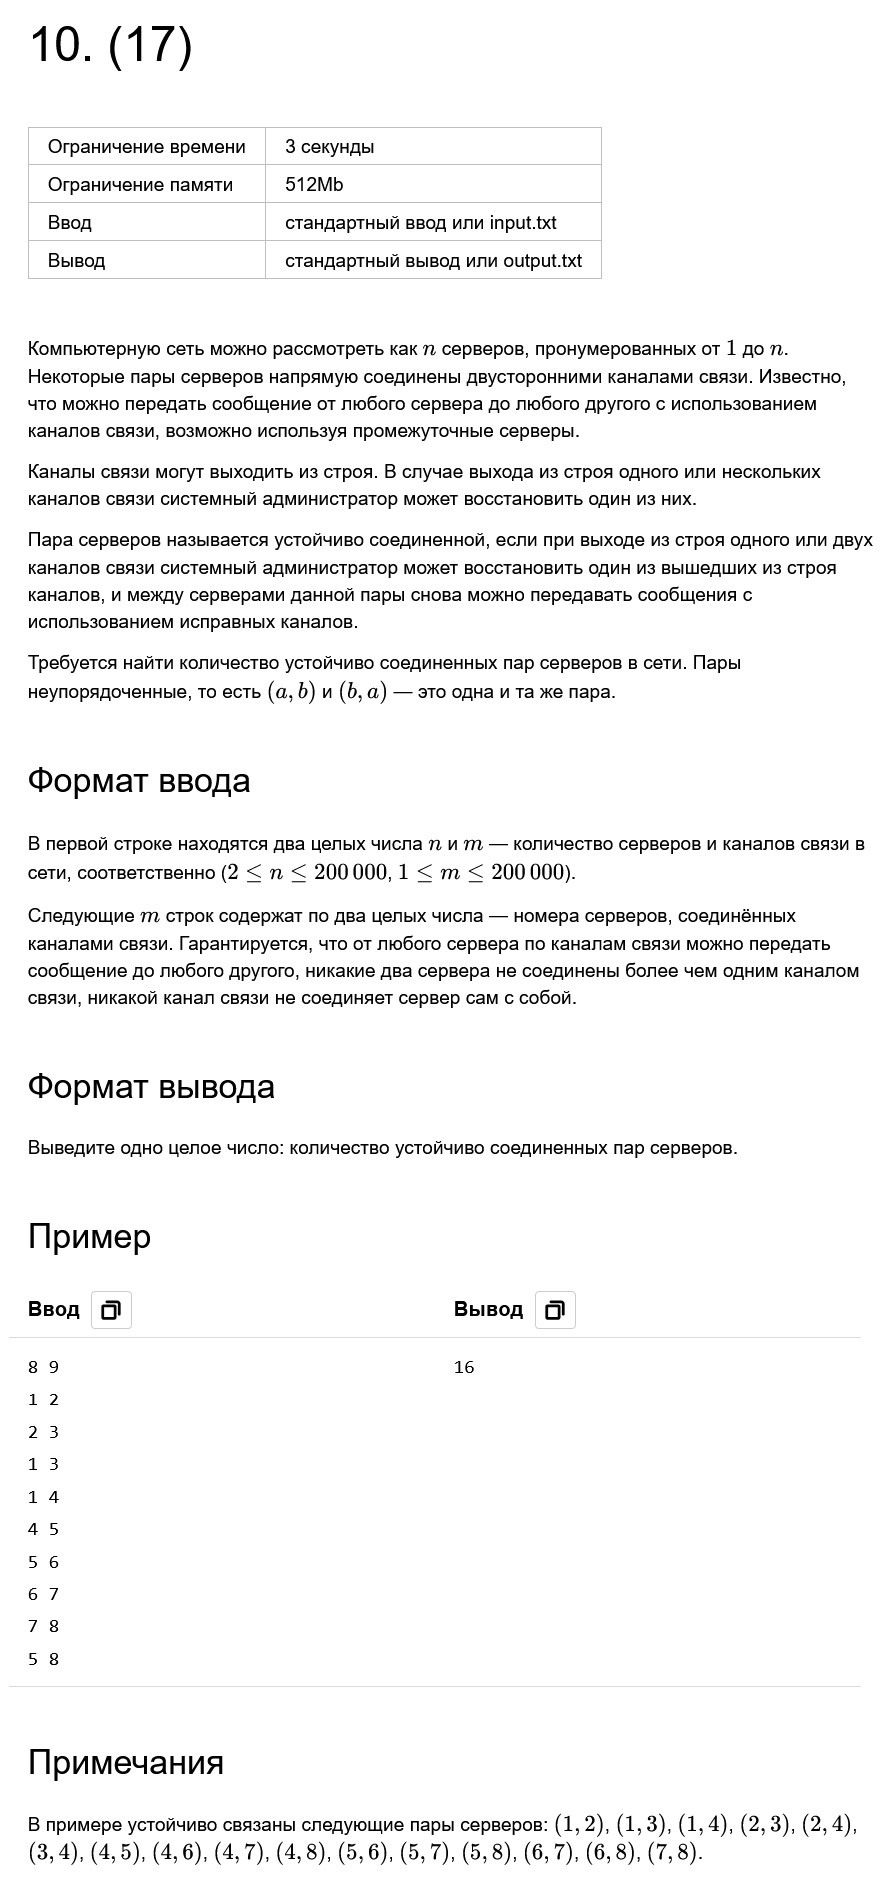 10. (17)
Ограничение времени 3 секунды
Ограничение памяти 512Mb
Ввод стандартный ввод или input.txt
Вывод стандартный вывод или output.txt
Компьютерную сеть можно рассмотреть как n серверов, пронумерованных от 1 до n.
Некоторые пары серверов напрямую соединены двусторонними каналами связи. Известно,
что можно передать сообщение от любого сервера до любого другого с использованием
каналов связи, возможно используя промежуточные серверы.
Каналы связи могут выходить из строя. В случае выхода из строя одного или нескольких
каналов связи системный администратор может восстановить один из них.
Пара серверов называется устойчиво соединенной, если при выходе из строя одного или двух
каналов связи системный администратор может восстановить один из вышедших из строя
каналов, и между серверами данной пары снова можно передавать сообщения с
использованием исправных каналов.
Требуется найти количество устойчиво соединенных пар серверов в сети. Пары
неупорядоченные, то есть (a, b) и (b, a) — это одна и та же пара.
Формат ввода
В первой строке находятся два целых числа n и m — количество серверов и каналов связи в
сети, соответственно (2 ≤ n ≤ 200 000, 1 ≤ m ≤ 200 000).
Следующие m строк содержат по два целых числа — номера серверов, соединённых
каналами связи. Гарантируется, что от любого сервера по каналам связи можно передать
сообщение до любого другого, никакие два сервера не соединены более чем одним каналом
связи, никакой канал связи не соединяет сервер сам с собой.
Формат вывода
Выведите одно целое число: количество устойчиво соединенных пар серверов.
Пример
Ввод Вывод
8 9 16
1 2
2 3
1 3
1 4
4 5
5 6
6 7
7 8
5 8
Примечания
В примере устойчиво связаны следующие пары серверов: (1, 2), (1, 3), (1, 4), (2, 3), (2, 4),
(3, 4), (4, 5), (4, 6), (4, 7), (4, 8), (5, 6), (5, 7), (5, 8), (6, 7), (6, 8), (7, 8).